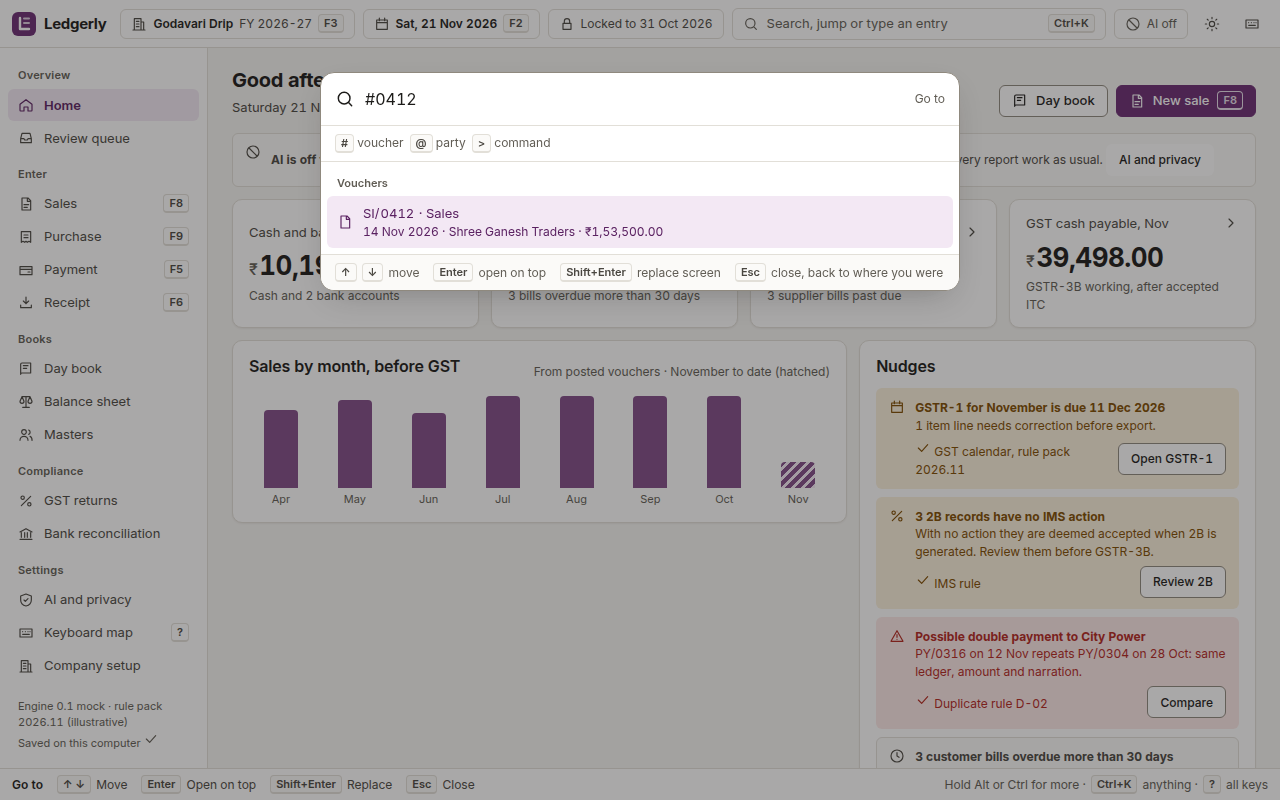 Ledgerly
Godavari Drip FY 2026-27 F3
Sat, 21 Nov 2026 F2
Locked to 31 Oct 2026
Search, jump or type an entry Ctrl+K
AI off
Overview
Home
Review queue
Enter
Sales F8
Purchase F9
Payment F5
Receipt F6
Books
Day book
Balance sheet
Masters
Compliance
GST returns
Bank reconciliation
Settings
AI and privacy
Keyboard map ?
Company setup
Engine 0.1 mock · rule pack
2026.11 (illustrative)
Saved on this computer
Good
Saturday 21
Day book
New sale F8
#0412 Go to
# voucher @ party > command
Vouchers
SI/0412 · Sales
14 Nov 2026 · Shree Ganesh Traders · ₹1,53,500.00
↑ ↓ move Enter open on top Shift+Enter replace screen Esc close, back to where you were
AI is off
report work as usual.
AI and privacy
Cash and
₹10,19
Cash and 2 bank accounts
3 bills overdue more than 30 days
3 supplier bills past due
GST cash payable, Nov
₹39,498.00
GSTR-3B working, after accepted
ITC
Sales by month, before GST
From posted vouchers · November to date (hatched)
Apr May Jun Jul Aug Sep Oct Nov
Nudges
GSTR-1 for November is due 11 Dec 2026
1 item line needs correction before export.
GST calendar, rule pack
2026.11
Open GSTR-1
3 2B records have no IMS action
With no action they are deemed accepted when 2B is
generated. Review them before GSTR-3B.
IMS rule
Review 2B
Possible double payment to City Power
PY/0316 on 12 Nov repeats PY/0304 on 28 Oct: same
ledger, amount and narration.
Duplicate rule D-02
Compare
3 customer bills overdue more than 30 days
Go to ↑ ↓ Move Enter Open on top Shift+Enter Replace Esc Close
Hold Alt or Ctrl for more · Ctrl+K anything · ? all keys